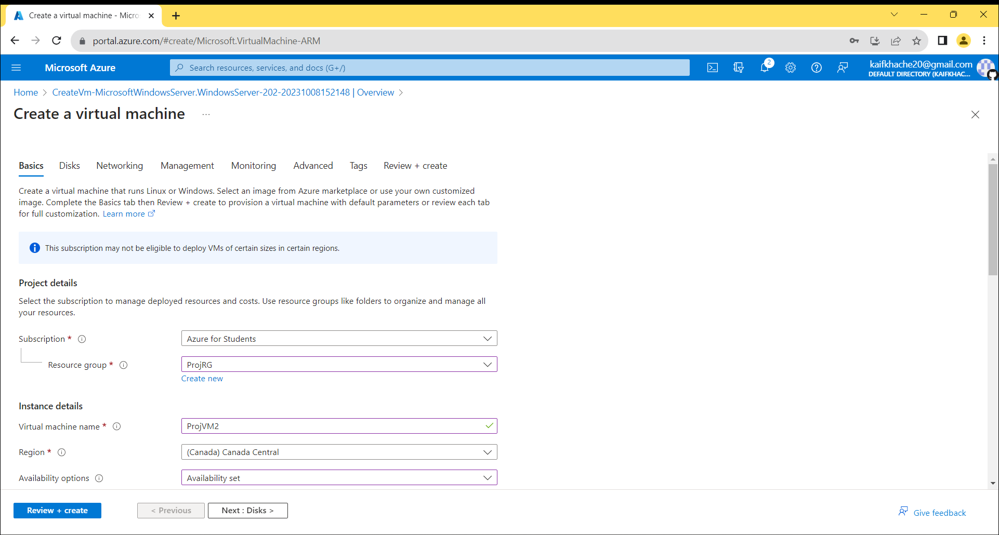 Create a virtual machine - Micro
portal.azure.com/#create/Microsoft.VirtualMachine-ARM
Microsoft Azure
Search resources, services, and docs (G+/)
2
kaifkhache20@gmail.com
DEFAULT DIRECTORY (KAIFKHAC...
Home > CreateVm-MicrosoftWindowsServer.WindowsServer-202-20231008152148 | Overview >
Create a virtual machine ...
Basics Disks Networking Management Monitoring Advanced Tags Review + create
Create a virtual machine that runs Linux or Windows. Select an image from Azure marketplace or use your own customized
image. Complete the Basics tab then Review + create to provision a virtual machine with default parameters or review each tab
for full customization. Learn more
This subscription may not be eligible to deploy VMs of certain sizes in certain regions.
Project details
Select the subscription to manage deployed resources and costs. Use resource groups like folders to organize and manage all
your resources.
Subscription *
Azure for Students
Resource group *
ProjRG
Create new
Instance details
Virtual machine name *
ProjVM2
Region *
(Canada) Canada Central
Availability options
Availability set
Review + create
< Previous
Next : Disks >
Give feedback